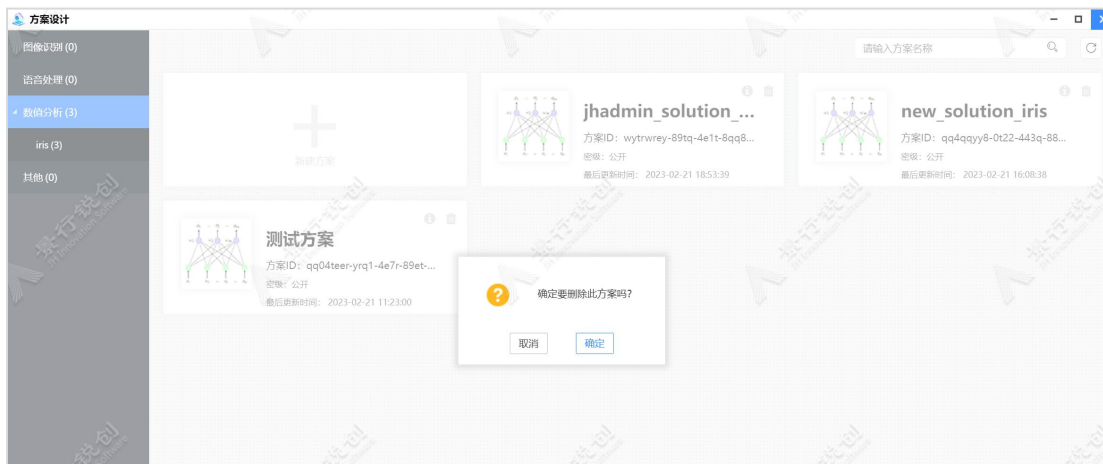 方案设计
图像识别 (0)
语音处理 (0)
数值分析 (3)
iris (3)
其他 (0)
请输入方案名称
新建方案
jhadmin_solution_...
方案ID: wytrwrey-89tq-4e1t-8qq8...
密级: 公开
最后更新时间: 2023-02-21 18:53:39
new_solution_iris
方案ID: qq4qqyy8-0t22-443q-88...
密级: 公开
最后更新时间: 2023-02-21 16:08:38
测试方案
方案ID: qq04teer-yrq1-4e7r-89et-...
密级: 公开
最后更新时间: 2023-02-21 11:23:00
确定要删除此方案吗?
取消
确定